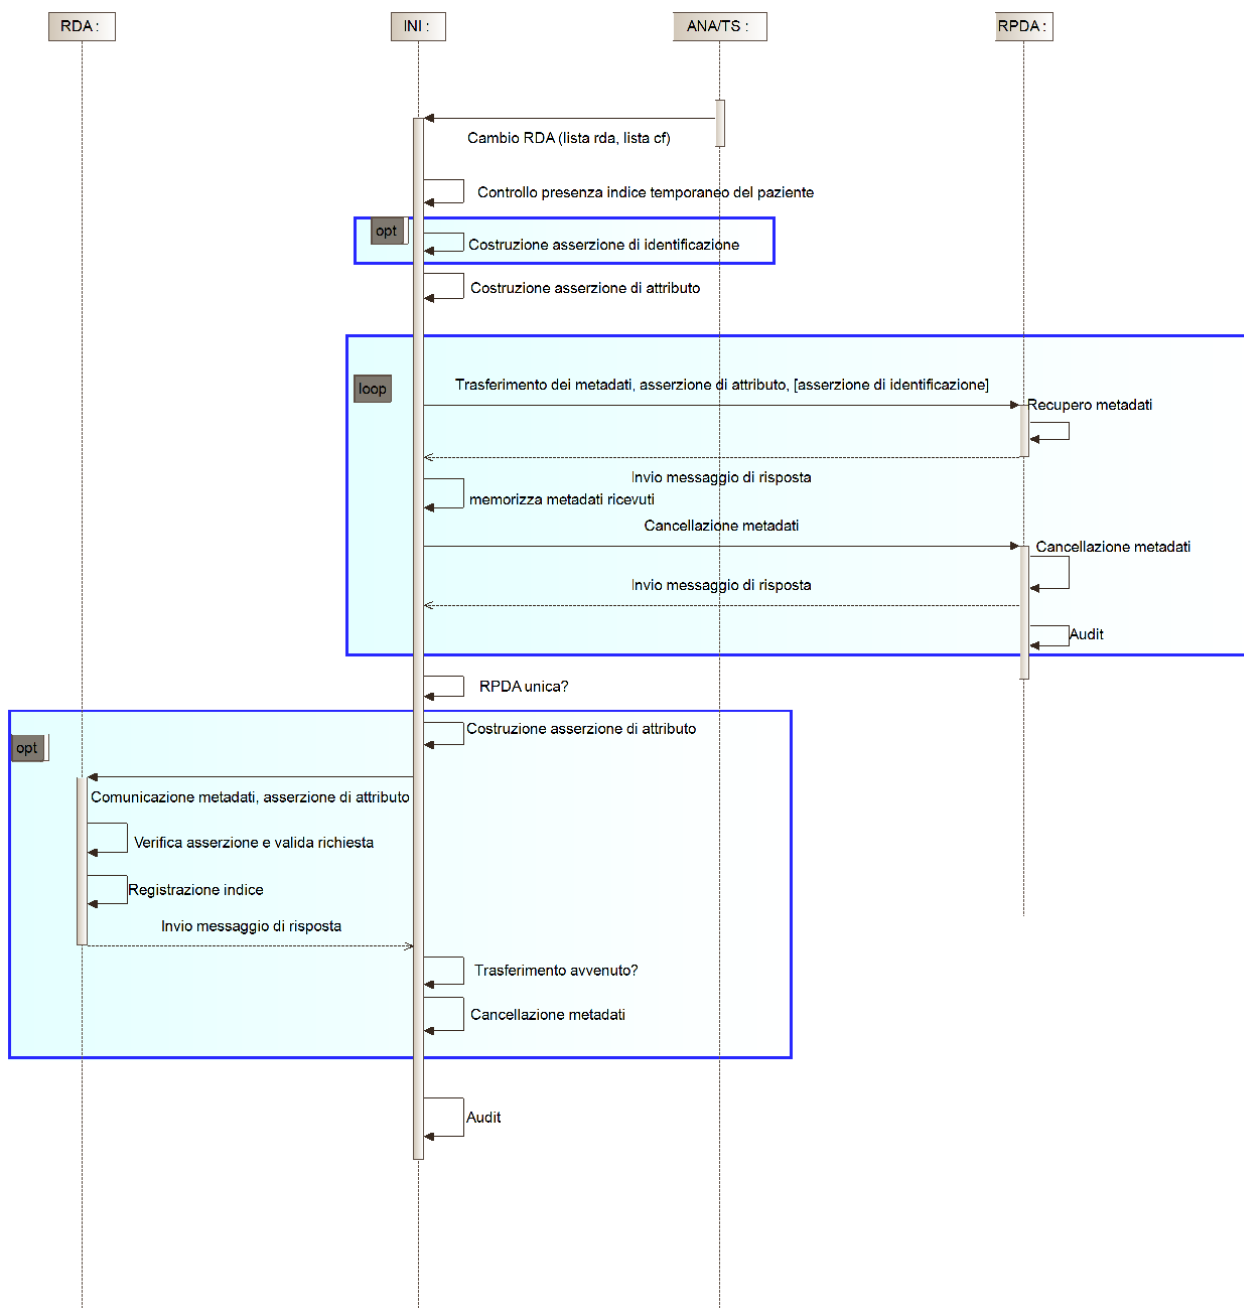 RDA :
INI :
ANA/TS :
RPDA :
Cambio RDA (lista rda, lista cf)
Controllo presenza indice temporaneo del paziente
opt
Costruzione asserzione di identificazione
Costruzione asserzione di attributo
loop
Trasferimento dei metadati, asserzione di attributo, [asserzione di identificazione]
Recupero metadati
Invio messaggio di risposta
memorizza metadati ricevuti
Cancellazione metadati
Cancellazione metadati
Invio messaggio di risposta
Audit
RPDA unica?
Costruzione asserzione di attributo
opt
Comunicazione metadati, asserzione di attributo
Verifica asserzione e valida richiesta
Registrazione indice
Invio messaggio di risposta
Trasferimento avvenuto?
Cancellazione metadati
Audit